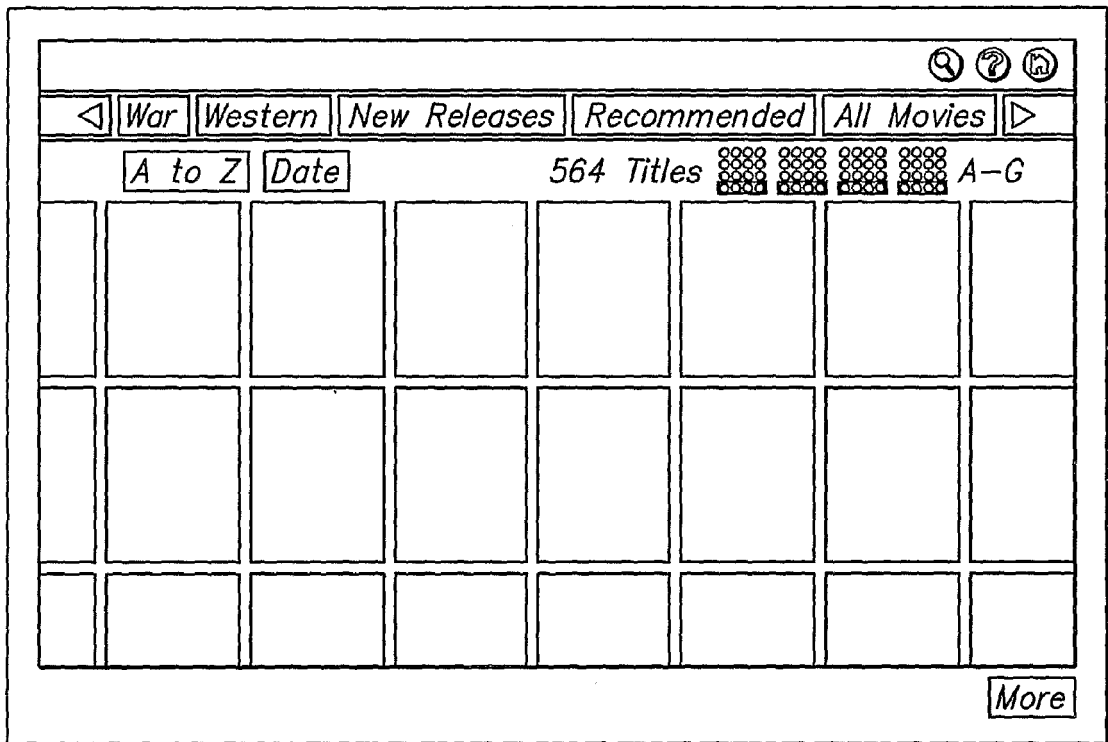 ?
War Western New Releases Recommended All Movies
A to Z Date 564 Titles A-G
More